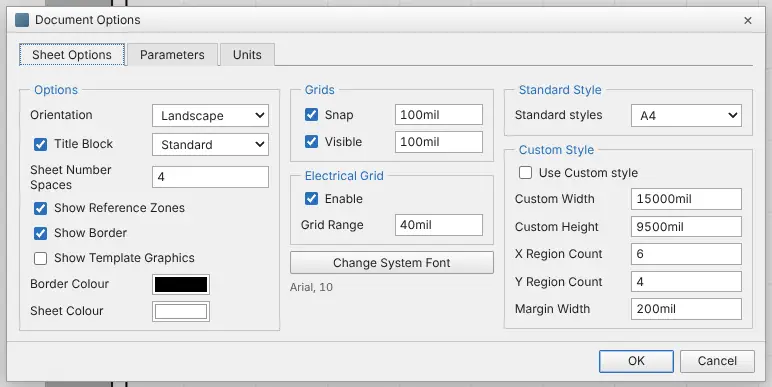 Document Options
Sheet Options Parameters Units
Options
Orientation Landscape
Title Block Standard
Sheet Number Spaces 4
Show Reference Zones
Show Border
Show Template Graphics
Border Colour
Sheet Colour
Grids
Snap 100mil
Visible 100mil
Electrical Grid
Enable
Grid Range 40mil
Change System Font
Arial, 10
Standard Style
Standard styles A4
Custom Style
Use Custom style
Custom Width 15000mil
Custom Height 9500mil
X Region Count 6
Y Region Count 4
Margin Width 200mil
OK Cancel